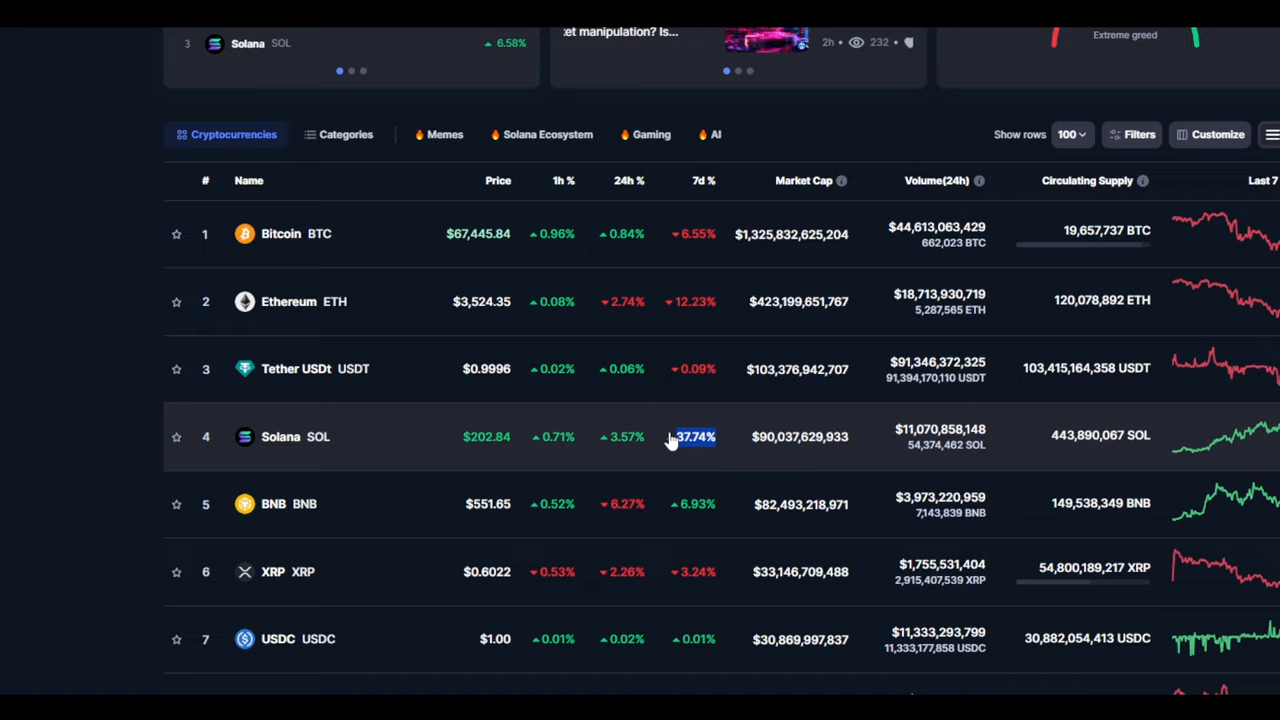 3 Solana SOL 6.58%
ket manipulation? Is...
2h • 232 •
Extreme greed
Cryptocurrencies Categories Memes Solana Ecosystem Gaming AI Show rows 100 Filters Customize
# Name Price 1h % 24h % 7d % Market Cap Volume(24h) Circulating Supply Last 7
1 Bitcoin BTC $67,445.84 0.96% 0.84% 6.55% $1,325,832,625,204 $44,613,063,429 19,657,737 BTC
662,023 BTC
2 Ethereum ETH $3,524.35 0.08% 2.74% 12.23% $423,199,651,767 $18,713,930,719 120,078,892 ETH
5,287,565 ETH
3 Tether USDt USDT $0.9996 0.02% 0.06% 0.09% $103,376,942,707 $91,346,372,325 103,415,164,358 USDT
91,394,170,110 USDT
4 Solana SOL $202.84 0.71% 3.57% 37.74% $90,037,629,933 $11,070,858,148 443,890,067 SOL
54,374,462 SOL
5 BNB BNB $551.65 0.52% 6.27% 6.93% $82,493,218,971 $3,973,220,959 149,538,349 BNB
7,143,839 BNB
6 XRP XRP $0.6022 0.53% 2.26% 3.24% $33,146,709,488 $1,755,531,404 54,800,189,217 XRP
2,915,407,539 XRP
7 USDC USDC $1.00 0.01% 0.02% 0.01% $30,869,997,837 $11,333,293,799 30,882,054,413 USDC
11,333,177,858 USDC